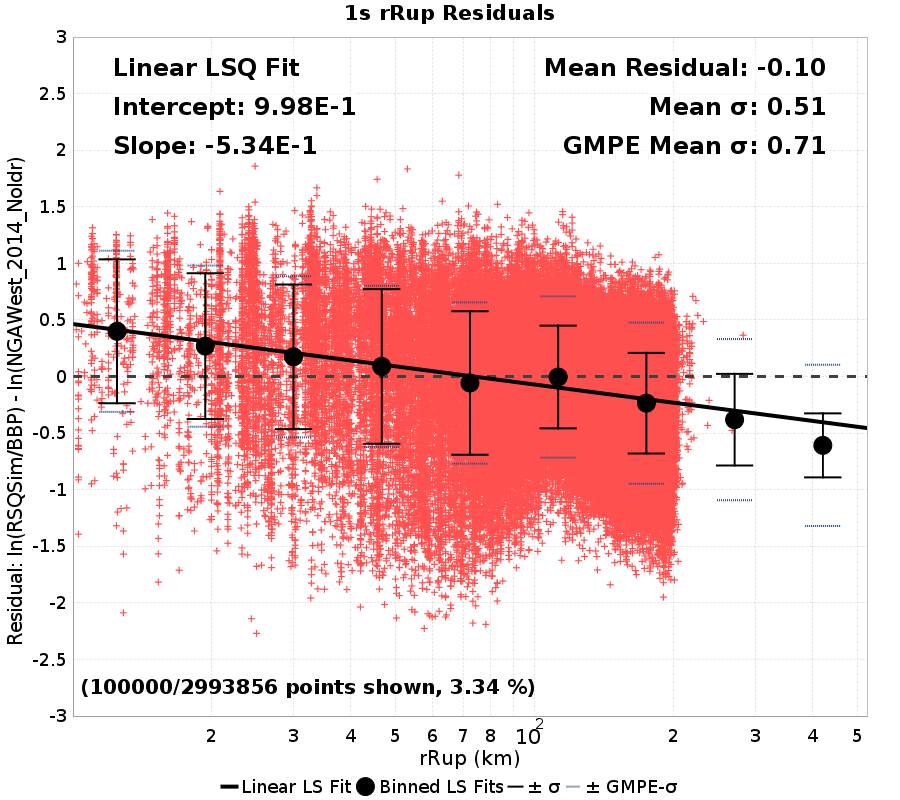 1s rRup Residuals
Linear LSQ Fit
Intercept: 9.98E-1
Slope: -5.34E-1
Mean Residual: -0.10
Mean σ: 0.51
GMPE Mean σ: 0.71
Residual: ln(RSQSim/BBP) - ln(NGAWest_2014_NoIdr)
3
2.5
2
1.5
1
0.5
0
-0.5
-1
-1.5
-2
-2.5
-3
(100000/2993856 points shown, 3.34 %)
2 3 4 5 6 7 8 10² 2 3 4 5
rRup (km)
Linear LS Fit Binned LS Fits ± σ ± GMPE-σ